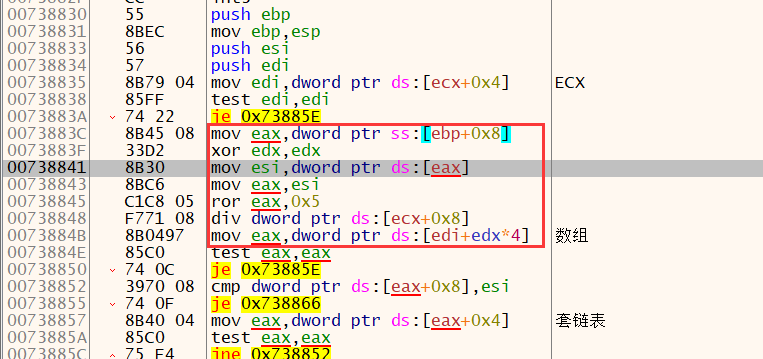 00738830 55 push ebp
00738831 8BEC mov ebp,esp
00738833 56 push esi
00738834 57 push edi
00738835 8B79 04 mov edi,dword ptr ds:[ecx+0x4] ECX
00738838 85FF test edi,edi
0073883A 74 22 je 0x73885E
0073883C 8B45 08 mov eax,dword ptr ss:[ebp+0x8]
0073883F 33D2 xor edx,edx
00738841 8B30 mov esi,dword ptr ds:[eax]
00738843 8BC6 mov eax,esi
00738845 C1C8 05 ror eax,0x5
00738848 F771 08 div dword ptr ds:[ecx+0x8]
0073884B 8B0497 mov eax,dword ptr ds:[edi+edx*4] 数组
0073884E 85C0 test eax,eax
00738850 74 0C je 0x73885E
00738852 3970 08 cmp dword ptr ds:[eax+0x8],esi
00738855 74 0F je 0x738866
00738857 8B40 04 mov eax,dword ptr ds:[eax+0x4] 套链表
0073885A 85C0 test eax,eax
0073885C 75 F4 jne 0x738852